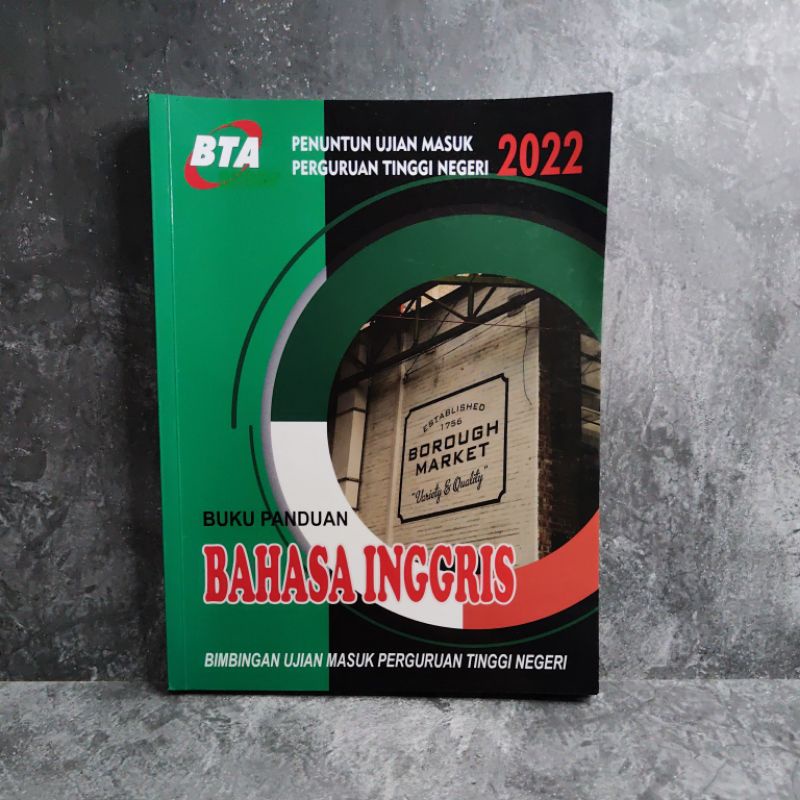 BTA
PENUNTUN UJIAN MASUK
PERGURUAN TINGGI NEGERI 2022
ESTABLISHED
1756
BOROUGH
MARKET
"Variety & Quality"
BUKU PANDUAN
BAHASA INGGRIS
BIMBINGAN UJIAN MASUK PERGURUAN TINGGI NEGERI